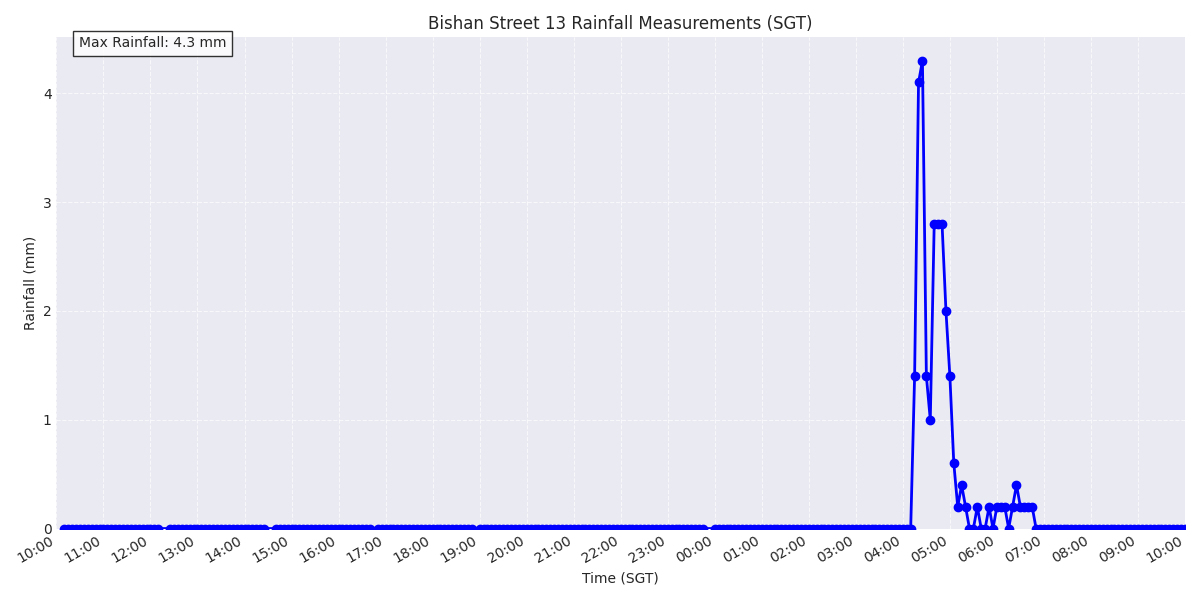 Bishan Street 13 Rainfall Measurements (SGT)
Max Rainfall: 4.3 mm
Rainfall (mm)
4
3
2
1
0
10:00 11:00 12:00 13:00 14:00 15:00 16:00 17:00 18:00 19:00 20:00 21:00 22:00 23:00 00:00 01:00 02:00 03:00 04:00 05:00 06:00 07:00 08:00 09:00 10:00
Time (SGT)